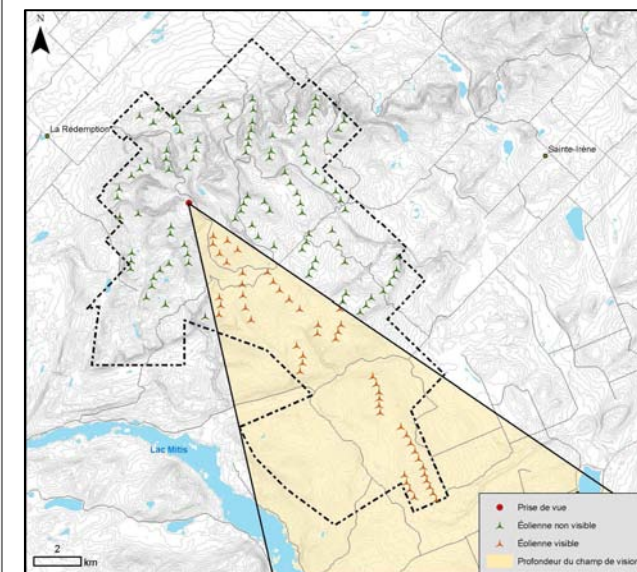 N
La Rédemption
Sainte-Irène
Lac Mitis
2
km
Prise de vue
Éolienne non visible
Éolienne visible
Profondeur du champ de vision